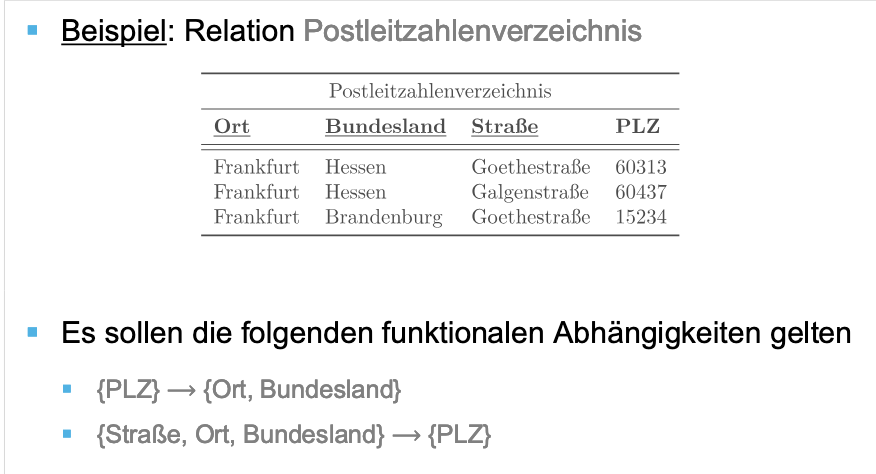 Beispiel: Relation Postleitzahlenverzeichnis
Postleitzahlenverzeichnis
Ort Bundesland Straße PLZ
Frankfurt Hessen Goethestraße 60313
Frankfurt Hessen Galgenstraße 60437
Frankfurt Brandenburg Goethestraße 15234
Es sollen die folgenden funktionalen Abhängigkeiten gelten
{PLZ} → {Ort, Bundesland}
{Straße, Ort, Bundesland} → {PLZ}